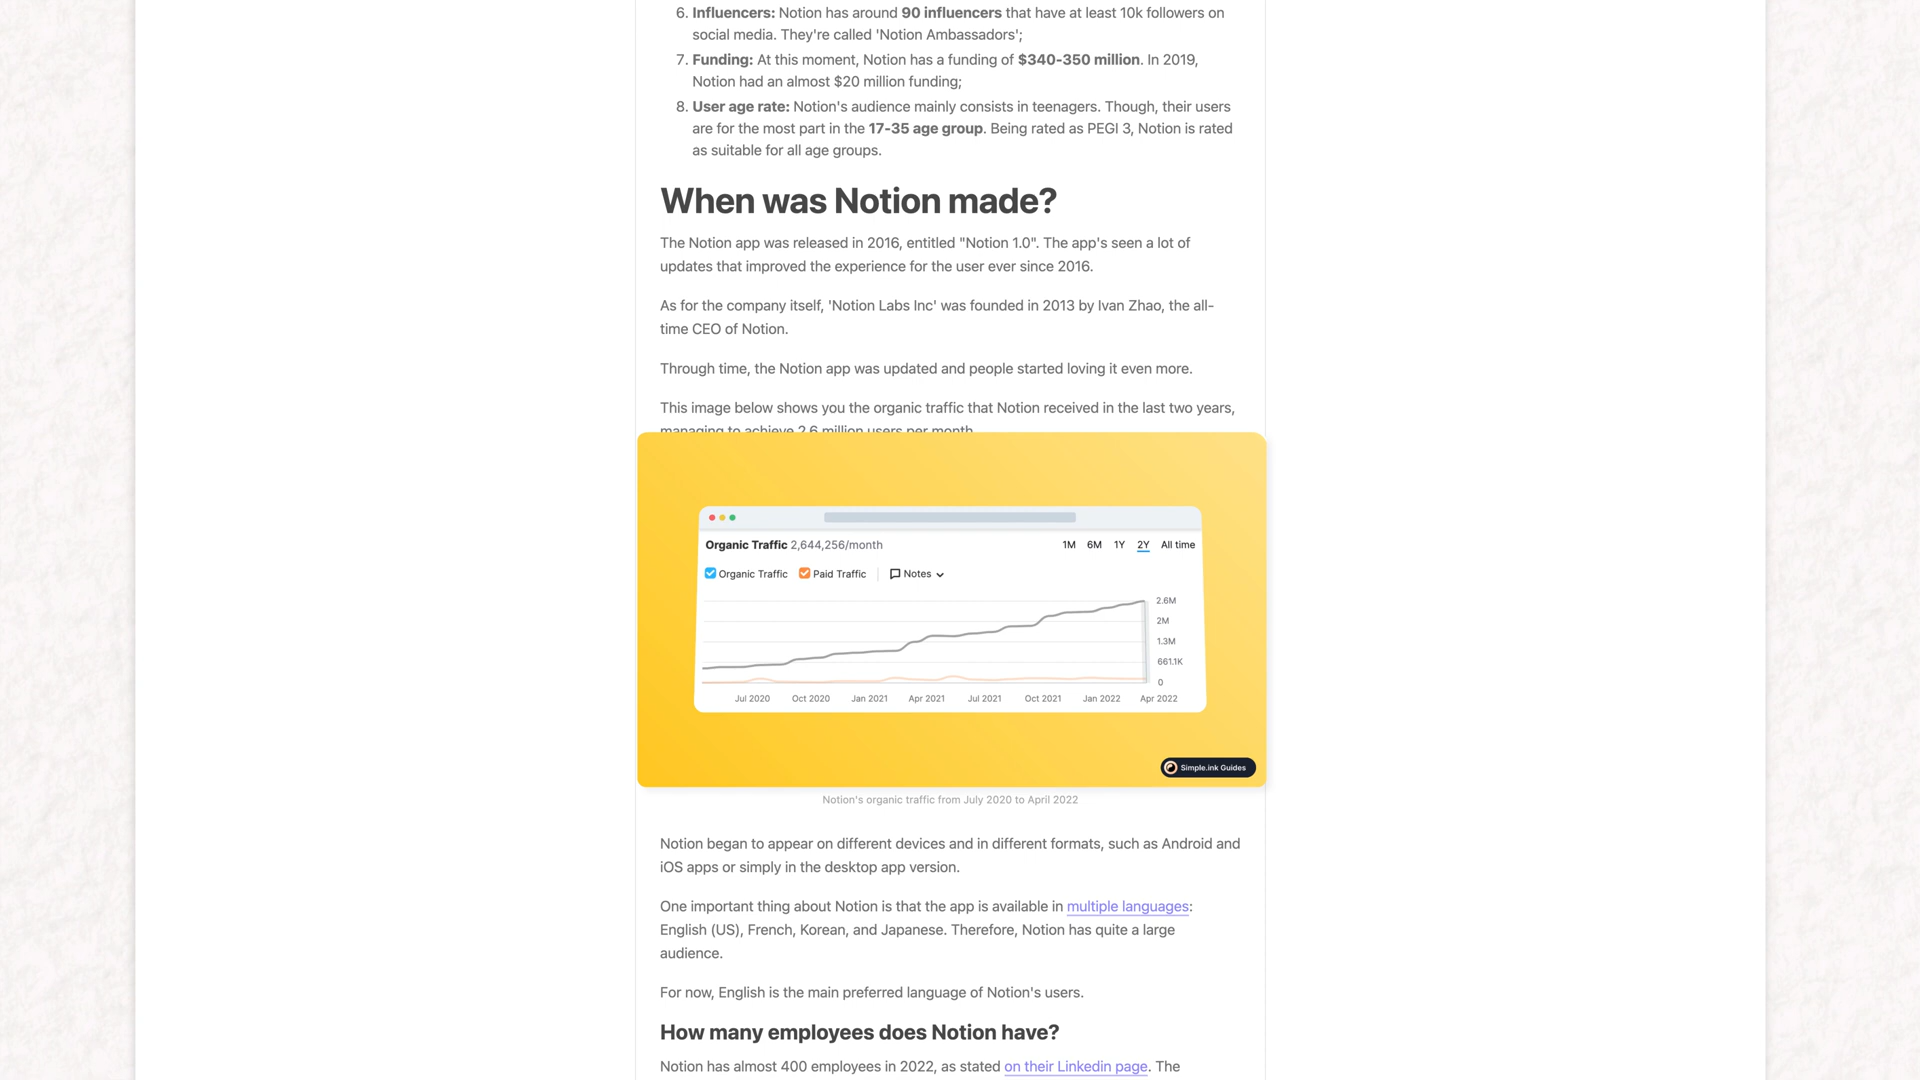 6. Influencers: Notion has around 90 influencers that have at least 10k followers on
social media. They're called 'Notion Ambassadors';
7. Funding: At this moment, Notion has a funding of $340-350 million. In 2019,
Notion had an almost $20 million funding;
8. User age rate: Notion's audience mainly consists in teenagers. Though, their users
are for the most part in the 17-35 age group. Being rated as PEGI 3, Notion is rated
as suitable for all age groups.
When was Notion made?
The Notion app was released in 2016, entitled "Notion 1.0". The app's seen a lot of
updates that improved the experience for the user ever since 2016.
As for the company itself, 'Notion Labs Inc' was founded in 2013 by Ivan Zhao, the all-
time CEO of Notion.
Through time, the Notion app was updated and people started loving it even more.
This image below shows you the organic traffic that Notion received in the last two years,
managing to achieve 2.6 million users per month.
Organic Traffic 2,644,256/month
1M 6M 1Y 2Y All time
Organic Traffic Paid Traffic Notes
2.6M
2M
1.3M
661.1K
0
Jul 2020 Oct 2020 Jan 2021 Apr 2021 Jul 2021 Oct 2021 Jan 2022 Apr 2022
Simple.ink Guides
Notion's organic traffic from July 2020 to April 2022
Notion began to appear on different devices and in different formats, such as Android and
iOS apps or simply in the desktop app version.
One important thing about Notion is that the app is available in multiple languages:
English (US), French, Korean, and Japanese. Therefore, Notion has quite a large
audience.
For now, English is the main preferred language of Notion's users.
How many employees does Notion have?
Notion has almost 400 employees in 2022, as stated on their Linkedin page. The